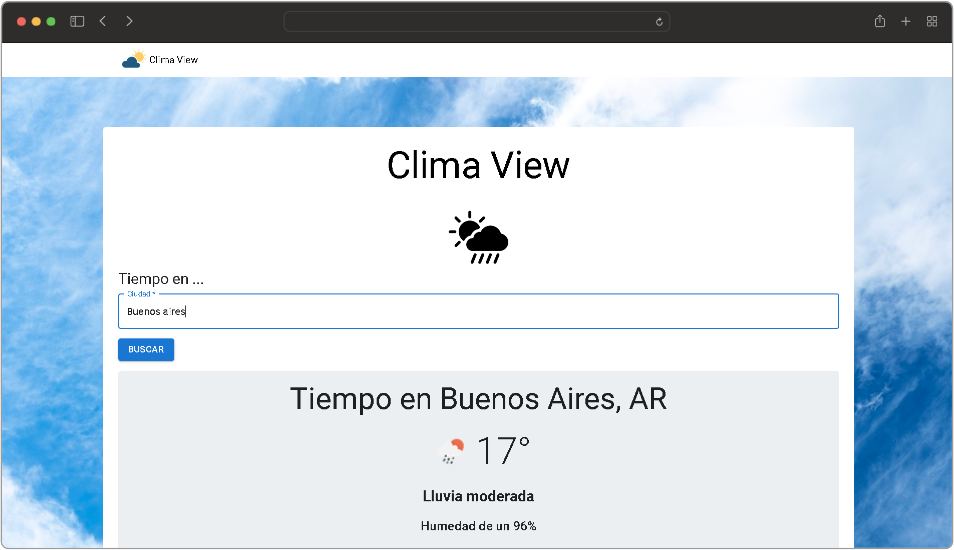 Clima View
Clima View
Tiempo en ...
Ciudad *
Buenos aires
BUSCAR
Tiempo en Buenos Aires, AR
17°
Lluvia moderada
Humedad de un 96%